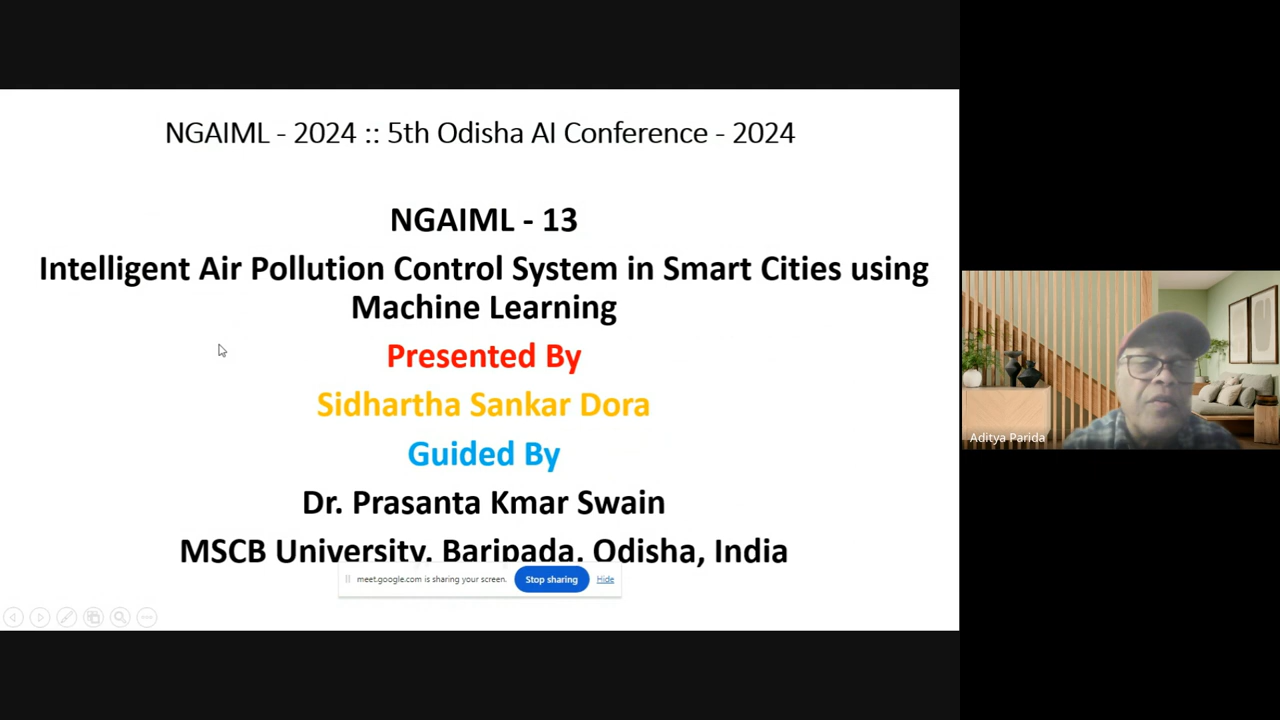 NGAIML - 2024 :: 5th Odisha AI Conference - 2024
NGAIML - 13
Intelligent Air Pollution Control System in Smart Cities using
Machine Learning
Presented By
Sidhartha Sankar Dora
Guided By
Dr. Prasanta Kmar Swain
MSCB University, Baripada, Odisha, India
meet.google.com is sharing your screen.
Stop sharing
Hide
Aditya Parida